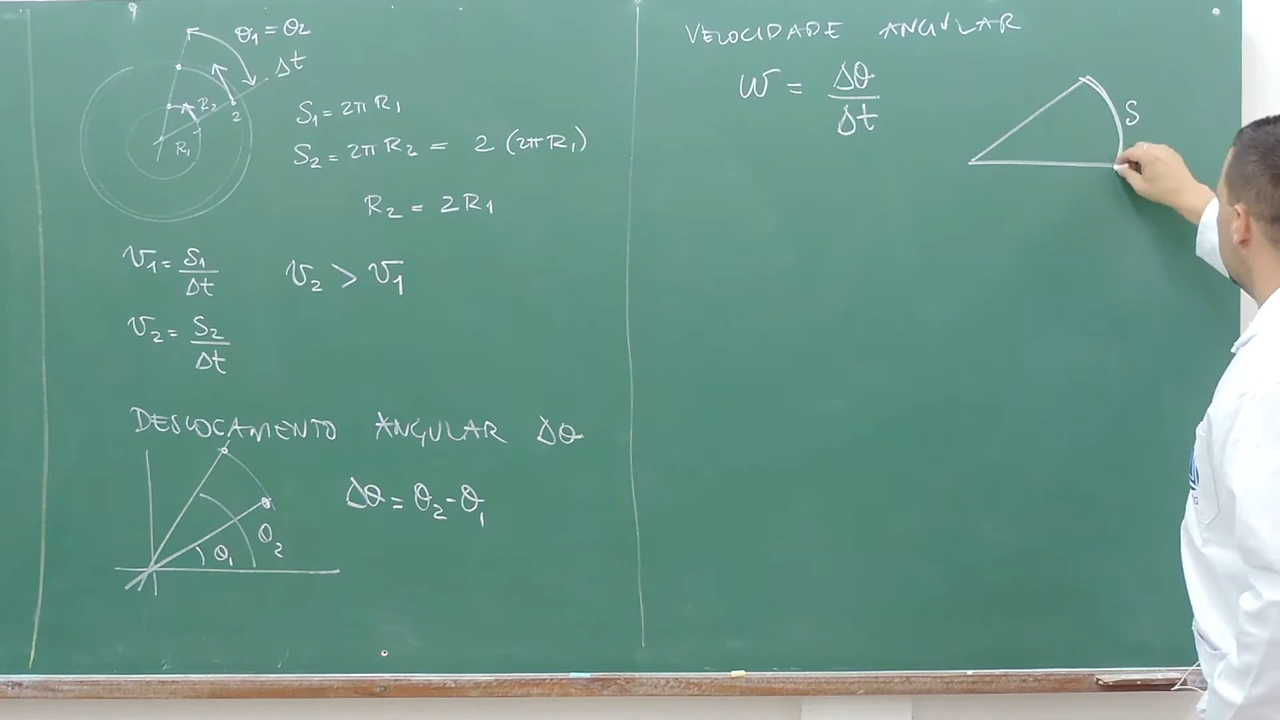 θ₁ = θ₂
Δt
R₂
2
R₁
S₁ = 2π R₁
S₂ = 2π R₂ = 2 (2π R₁)
R₂ = 2R₁
v₁ = S₁/Δt
v₂ > v₁
v₂ = S₂/Δt
DESLOCAMENTO ANGULAR Δθ
Δθ = θ₂ - θ₁
θ₂
θ₁
VELOCIDADE ANGULAR
W = Δθ/Δt
S